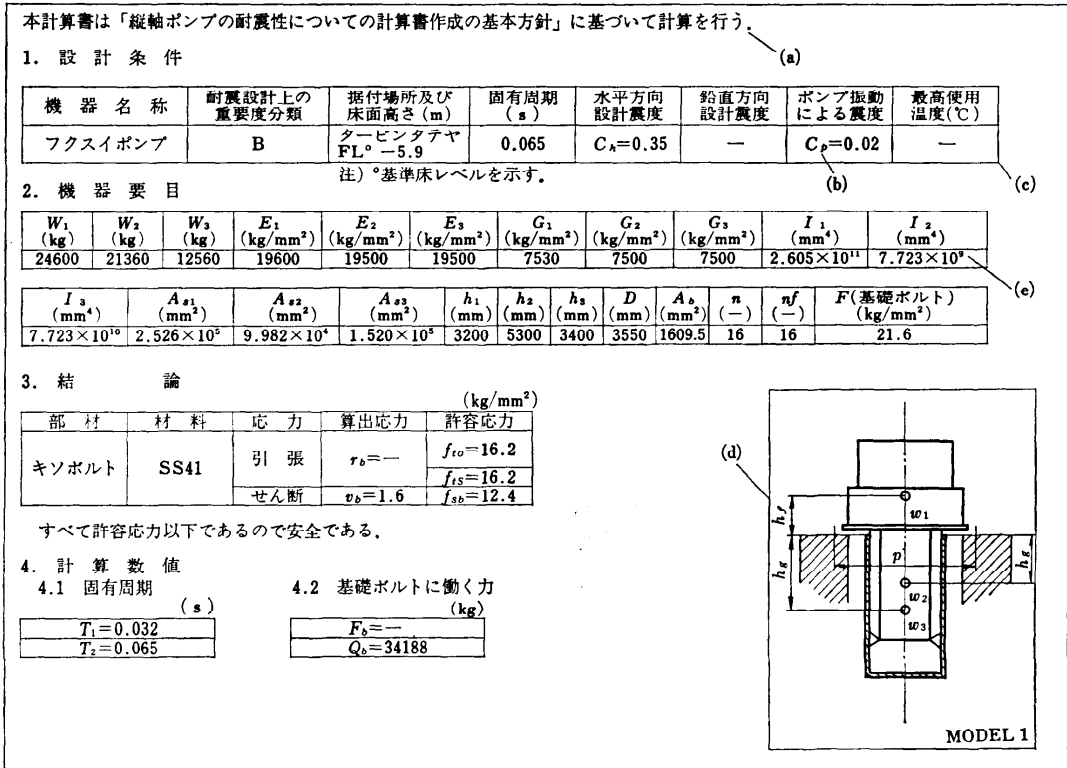 本計算書は「縦軸ポンプの耐震性についての計算書作成の基本方針」に基づいて計算を行う.
(a)
1. 設計条件
機器名称 耐震設計上の重要度分類 据付場所及び床面高さ(m) 固有周期(s) 水平方向設計震度 鉛直方向設計震度 ポンプ振動による震度 最高使用温度(℃)
フクスイポンプ B タービンタテヤ FL° −5.9 0.065 Ch=0.35 — Cp=0.02 —
注)°基準床レベルを示す.
(b)
(c)
2. 機器要目
W1(kg) W2(kg) W3(kg) E1(kg/mm²) E2(kg/mm²) E3(kg/mm²) G1(kg/mm²) G2(kg/mm²) G3(kg/mm²) I1(mm⁴) I2(mm⁴)
24600 21360 12560 19600 19500 19500 7530 7500 7500 2.605×10¹¹ 7.723×10⁹
(e)
I3(mm⁴) As1(mm²) As2(mm²) As3(mm²) h1(mm) h2(mm) h3(mm) D(mm) Ab(mm²) n(—) nf(—) F(基礎ボルト)(kg/mm²)
7.723×10¹⁰ 2.526×10⁵ 9.982×10⁴ 1.520×10⁵ 3200 5300 3400 3550 1609.5 16 16 21.6
3. 結論
(kg/mm²)
部材 材料 応力 算出応力 許容応力
キソボルト SS41 引張 rb=— fto=16.2
fts=16.2
せん断 vb=1.6 fsb=12.4
すべて許容応力以下であるので安全である.
4. 計算数値
4.1 固有周期
(s)
T1=0.032
T2=0.065
4.2 基礎ボルトに働く力
(kg)
Fb=—
Qb=34188
(d)
hf
w1
hg
p
hg
w2
w3
MODEL 1